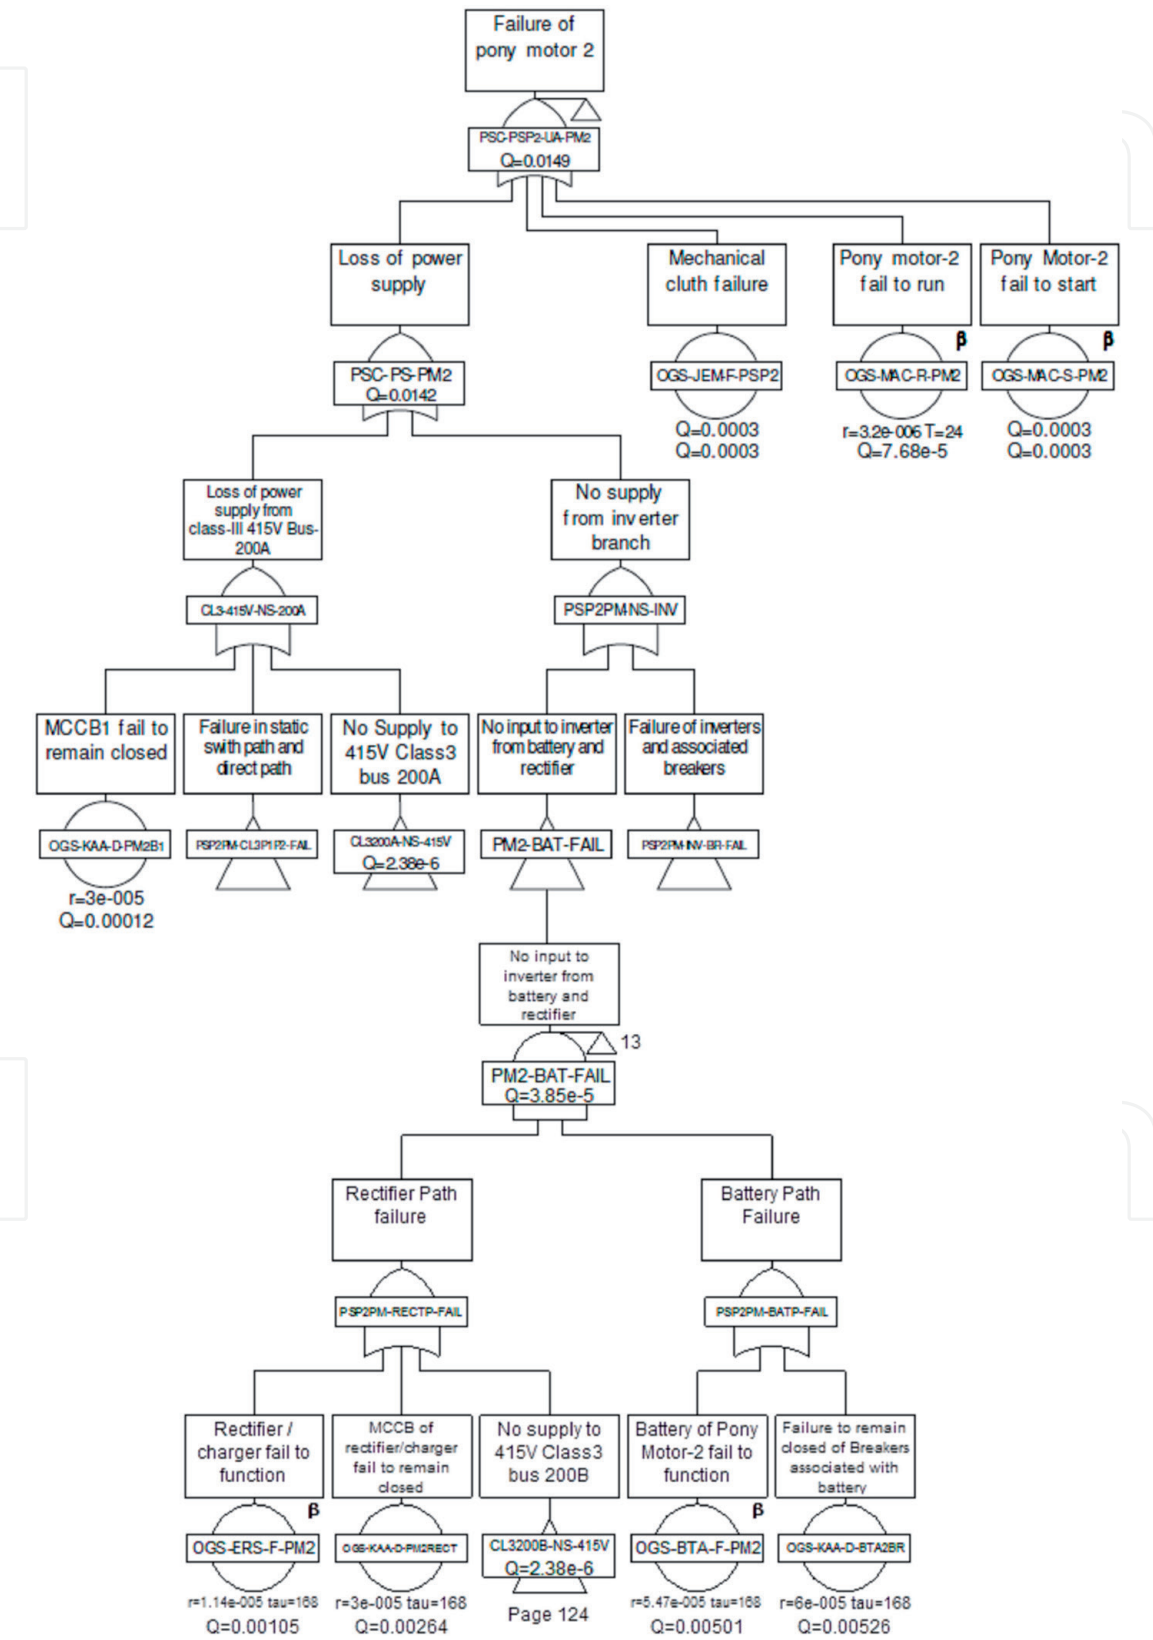 Failure of
pony motor 2
PSC-PSP2-UA-PM2
Q=0.0149
Loss of power
supply
Mechanical
cluth failure
Pony motor-2
fail to run
Pony Motor-2
fail to start
β
β
PSC-PS-PM2
Q=0.0142
OGS-JEM-F-PSP2
OGS-MAC-R-PM2
OGS-MAC-S-PM2
Q=0.0003
Q=0.0003
r=3.2e-006 T=24
Q=7.68e-5
Q=0.0003
Q=0.0003
Loss of power
supply from
class-III 415V Bus-
200A
No supply
from inverter
branch
CL3-415V-NS-200A
PSP2PM-NS-INV
MCCB1 fail to
remain closed
Failure in static
swith path and
direct path
No Supply to
415V Class3
bus 200A
No input to inverter
from battery and
rectifier
Failure of inverters
and associated
breakers
OGS-KAA-D-PM2B1
PSP2PM-CL3P1P2-FAIL
CL3200A-NS-415V
Q=2.38e-6
PM2-BAT-FAIL
PSP2PM-INV-BR-FAIL
r=3e-005
Q=0.00012
No input to
inverter from
battery and
rectifier
13
PM2-BAT-FAIL
Q=3.85e-5
Rectifier Path
failure
Battery Path
Failure
PSP2PM-RECTP-FAIL
PSP2PM-BATP-FAIL
Rectifier /
charger fail to
function
MCCB of
rectifier/charger
fail to remain
closed
No supply to
415V Class3
bus 200B
Battery of Pony
Motor-2 fail to
function
Failure to remain
closed of Breakers
associated with
battery
β
β
OGS-ERS-F-PM2
OGS-KAA-D-PM2RECT
CL3200B-NS-415V
Q=2.38e-6
OGS-BTA-F-PM2
OGS-KAA-D-BTA2BR
r=1.14e-005 tau=168
Q=0.00105
r=3e-005 tau=168
Q=0.00264
Page 124
r=5.47e-005 tau=168
Q=0.00501
r=6e-005 tau=168
Q=0.00526